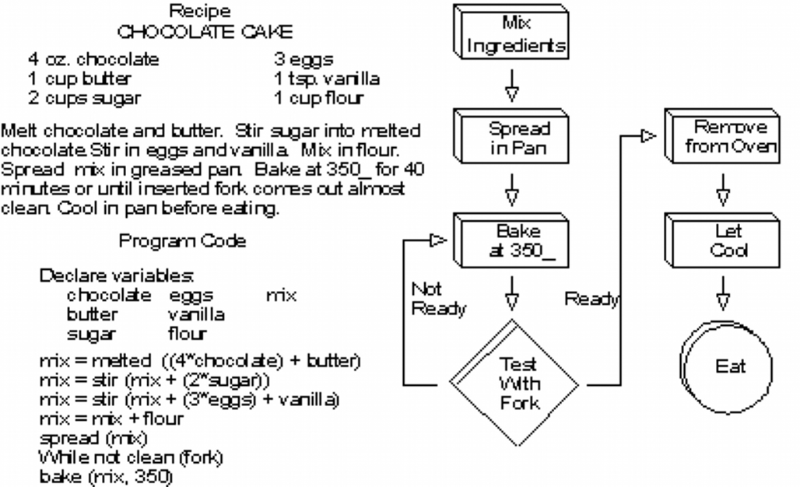 Recipe
CHOCOLATE CAKE
4 oz. chocolate 3 eggs
1 cup butter 1 tsp. vanilla
2 cups sugar 1 cup flour
Melt chocolate and butter. Stir sugar into melted
chocolate.Stir in eggs and vanilla. Mix in flour.
Spread mix in greased pan. Bake at 350_ for 40
minutes or until inserted fork comes out almost
clean. Cool in pan before eating.
Program Code
Declare variables:
chocolate eggs mix
butter vanilla
sugar flour
mix = melted ((4*chocolate) + butter)
mix = stir (mix + (2*sugar))
mix = stir (mix + (3*eggs) + vanilla)
mix = mix + flour
spread (mix)
While not clean (fork)
bake (mix, 350)
Mix
Ingredients
Spread
in Pan
Bake
at 350_
Not
Ready
Test
With
Fork
Ready
Remove
from Oven
Let
Cool
Eat